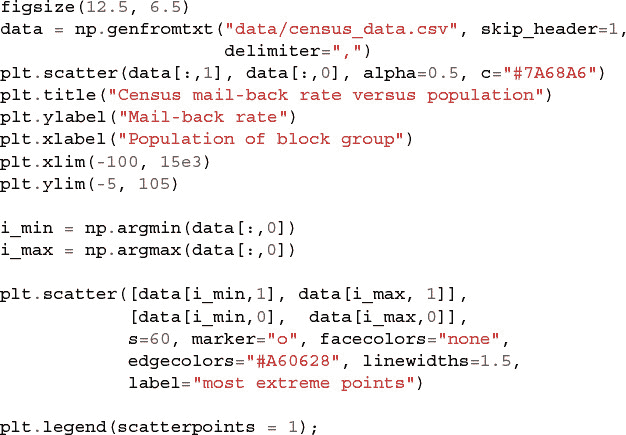 figsize(12.5, 6.5)
data = np.genfromtxt("data/census_data.csv", skip_header=1,
                     delimiter=",")
plt.scatter(data[:,1], data[:,0], alpha=0.5, c="#7A68A6")
plt.title("Census mail-back rate versus population")
plt.ylabel("Mail-back rate")
plt.xlabel("Population of block group")
plt.xlim(-100, 15e3)
plt.ylim(-5, 105)

i_min = np.argmin(data[:,0])
i_max = np.argmax(data[:,0])

plt.scatter([data[i_min,1], data[i_max, 1]],
            [data[i_min,0],  data[i_max,0]],
            s=60, marker="o", facecolors="none",
            edgecolors="#A60628", linewidths=1.5,
            label="most extreme points")

plt.legend(scatterpoints = 1);